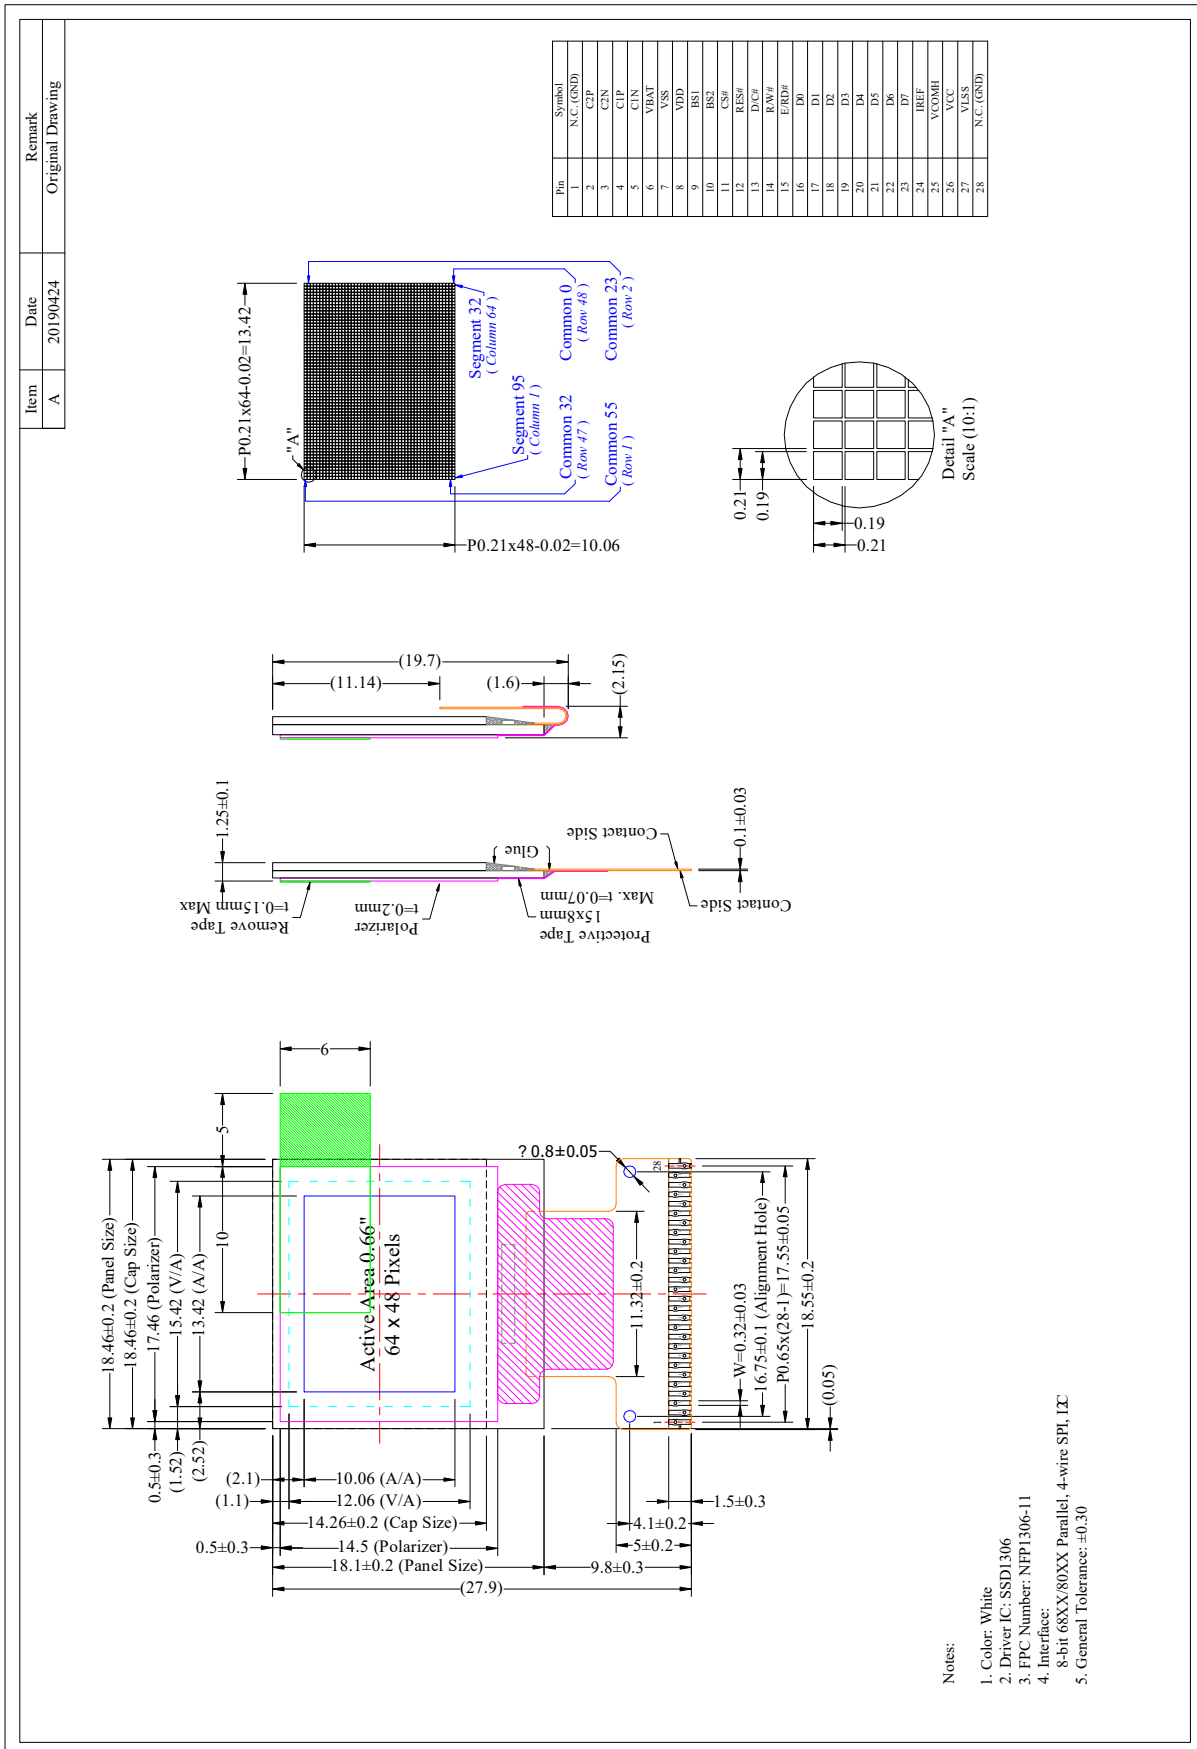 Item Date Remark
A 20190424 Original Drawing
Pin Symbol
1 N.C. (GND)
2 C2P
3 C2N
4 C1P
5 C1N
6 VBAT
7 VSS
8 VDD
9 BS1
10 BS2
11 CS#
12 RES#
13 D/C#
14 R/W#
15 E/RD#
16 D0
17 D1
18 D2
19 D3
20 D4
21 D5
22 D6
23 D7
24 IREF
25 VCOMH
26 VCC
27 VLSS
28 N.C. (GND)
P0.21x64-0.02=13.42
"A"
Segment 32
( Column 64 )
Common 0
( Row 48 )
Common 23
( Row 2 )
Segment 95
( Column 1 )
Common 32
( Row 47 )
Common 55
( Row 1 )
P0.21x48-0.02=10.06
0.21
0.19
0.19
0.21
Detail "A"
Scale (10:1)
(19.7)
(11.14)
(1.6)
(2.15)
1.25±0.1
Remove Tape
t=0.15mm Max
Polarizer
t=0.2mm
Protective Tape
15x8mm
Max. t=0.07mm
Glue
Contact Side
Contact Side
0.1±0.03
6
5
10
18.46±0.2 (Panel Size)
18.46±0.2 (Cap Size)
17.46 (Polarizer)
15.42 (V/A)
13.42 (A/A)
0.5±0.3
(1.52)
(2.52)
Active Area 0.66"
64 x 48 Pixels
? 0.8±0.05
28
1
11.32±0.2
W=0.32±0.03
16.75±0.1 (Alignment Hole)
P0.65x(28-1)=17.55±0.05
18.55±0.2
(0.05)
(2.1)
10.06 (A/A)
(1.1)
12.06 (V/A)
14.26±0.2 (Cap Size)
0.5±0.3
14.5 (Polarizer)
18.1±0.2 (Panel Size)
(27.9)
1.5±0.3
4.1±0.2
5±0.2
9.8±0.3
Notes:
1. Color: White
2. Driver IC: SSD1306
3. FPC Number: NFP1306-11
4. Interface:
8-bit 68XX/80XX Parallel, 4-wire SPI, I2C
5. General Tolerance: ±0.30